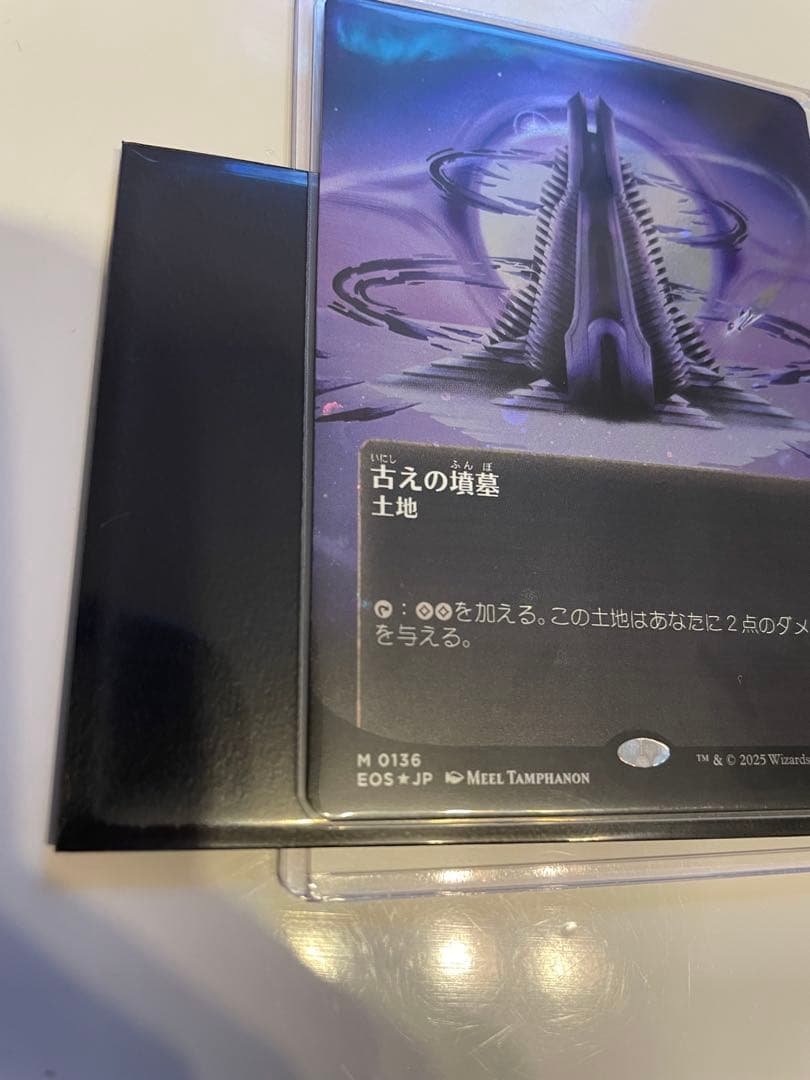 いにし ふんぼ
古えの墳墓
土地
:を加える。この土地はあなたに2点のダメ
を与える。
M 0136
EOS★JP MEEL TAMPHANON
™ & © 2025 Wizards